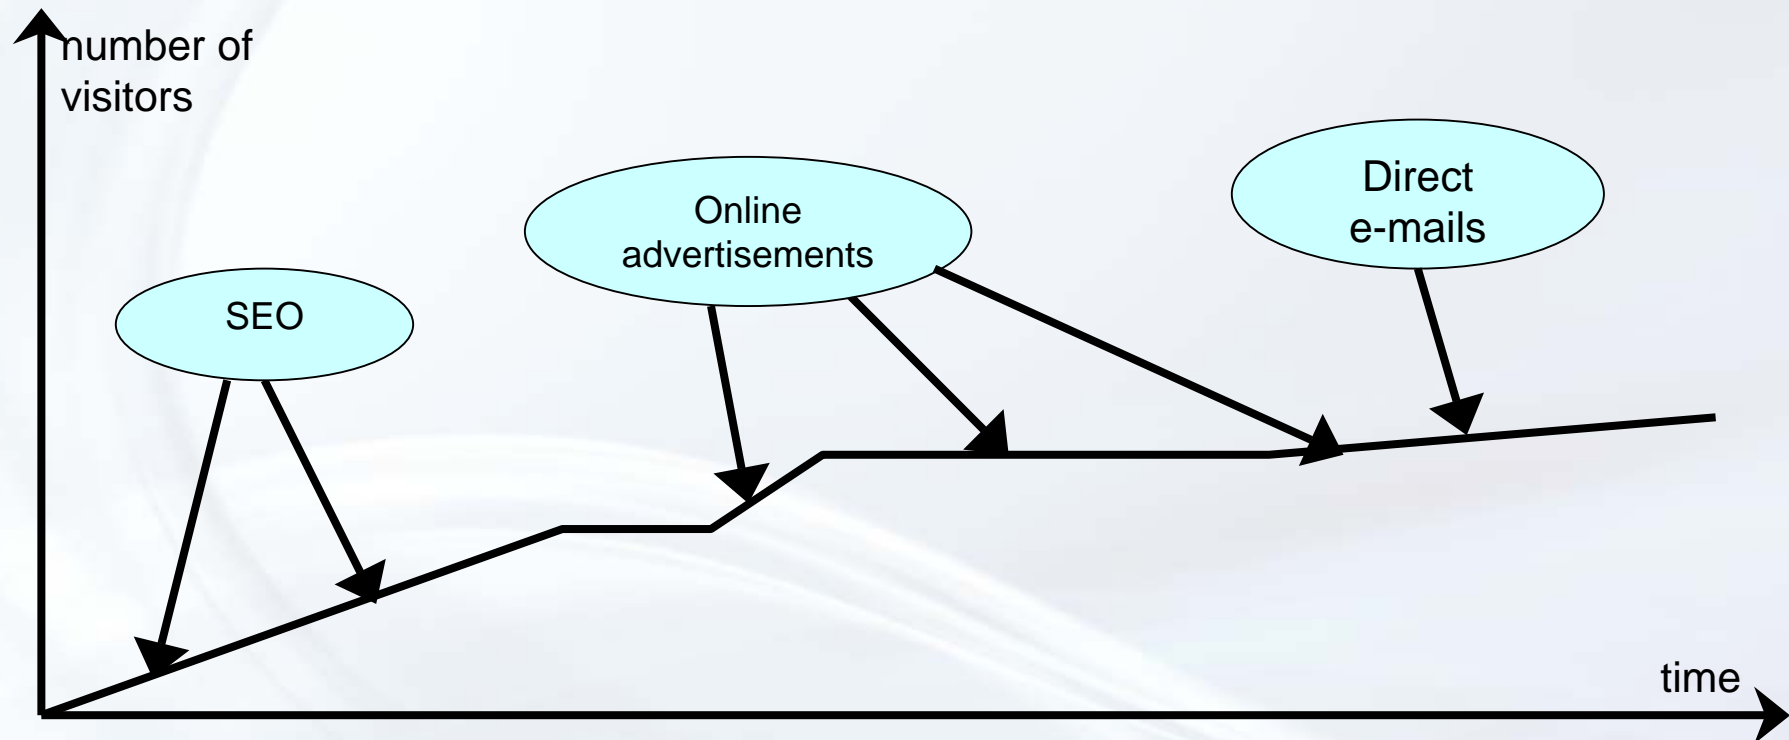 number of
visitors
Direct
e-mails
Online
advertisements
SEO
time